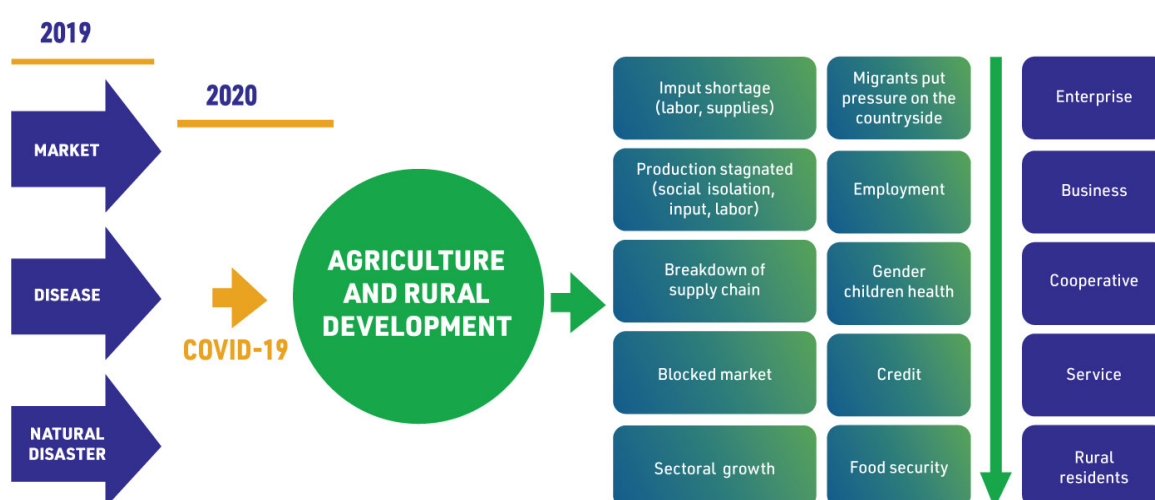 2019
MARKET
DISEASE
NATURAL
DISASTER
2020
COVID-19
AGRICULTURE
AND RURAL
DEVELOPMENT
Imput shortage
(labor, supplies)
Production stagnated
(social isolation,
input, labor)
Breakdown of
supply chain
Blocked market
Sectoral growth
Migrants put
pressure on the
countryside
Employment
Gender
children health
Credit
Food security
Enterprise
Business
Cooperative
Service
Rural
residents